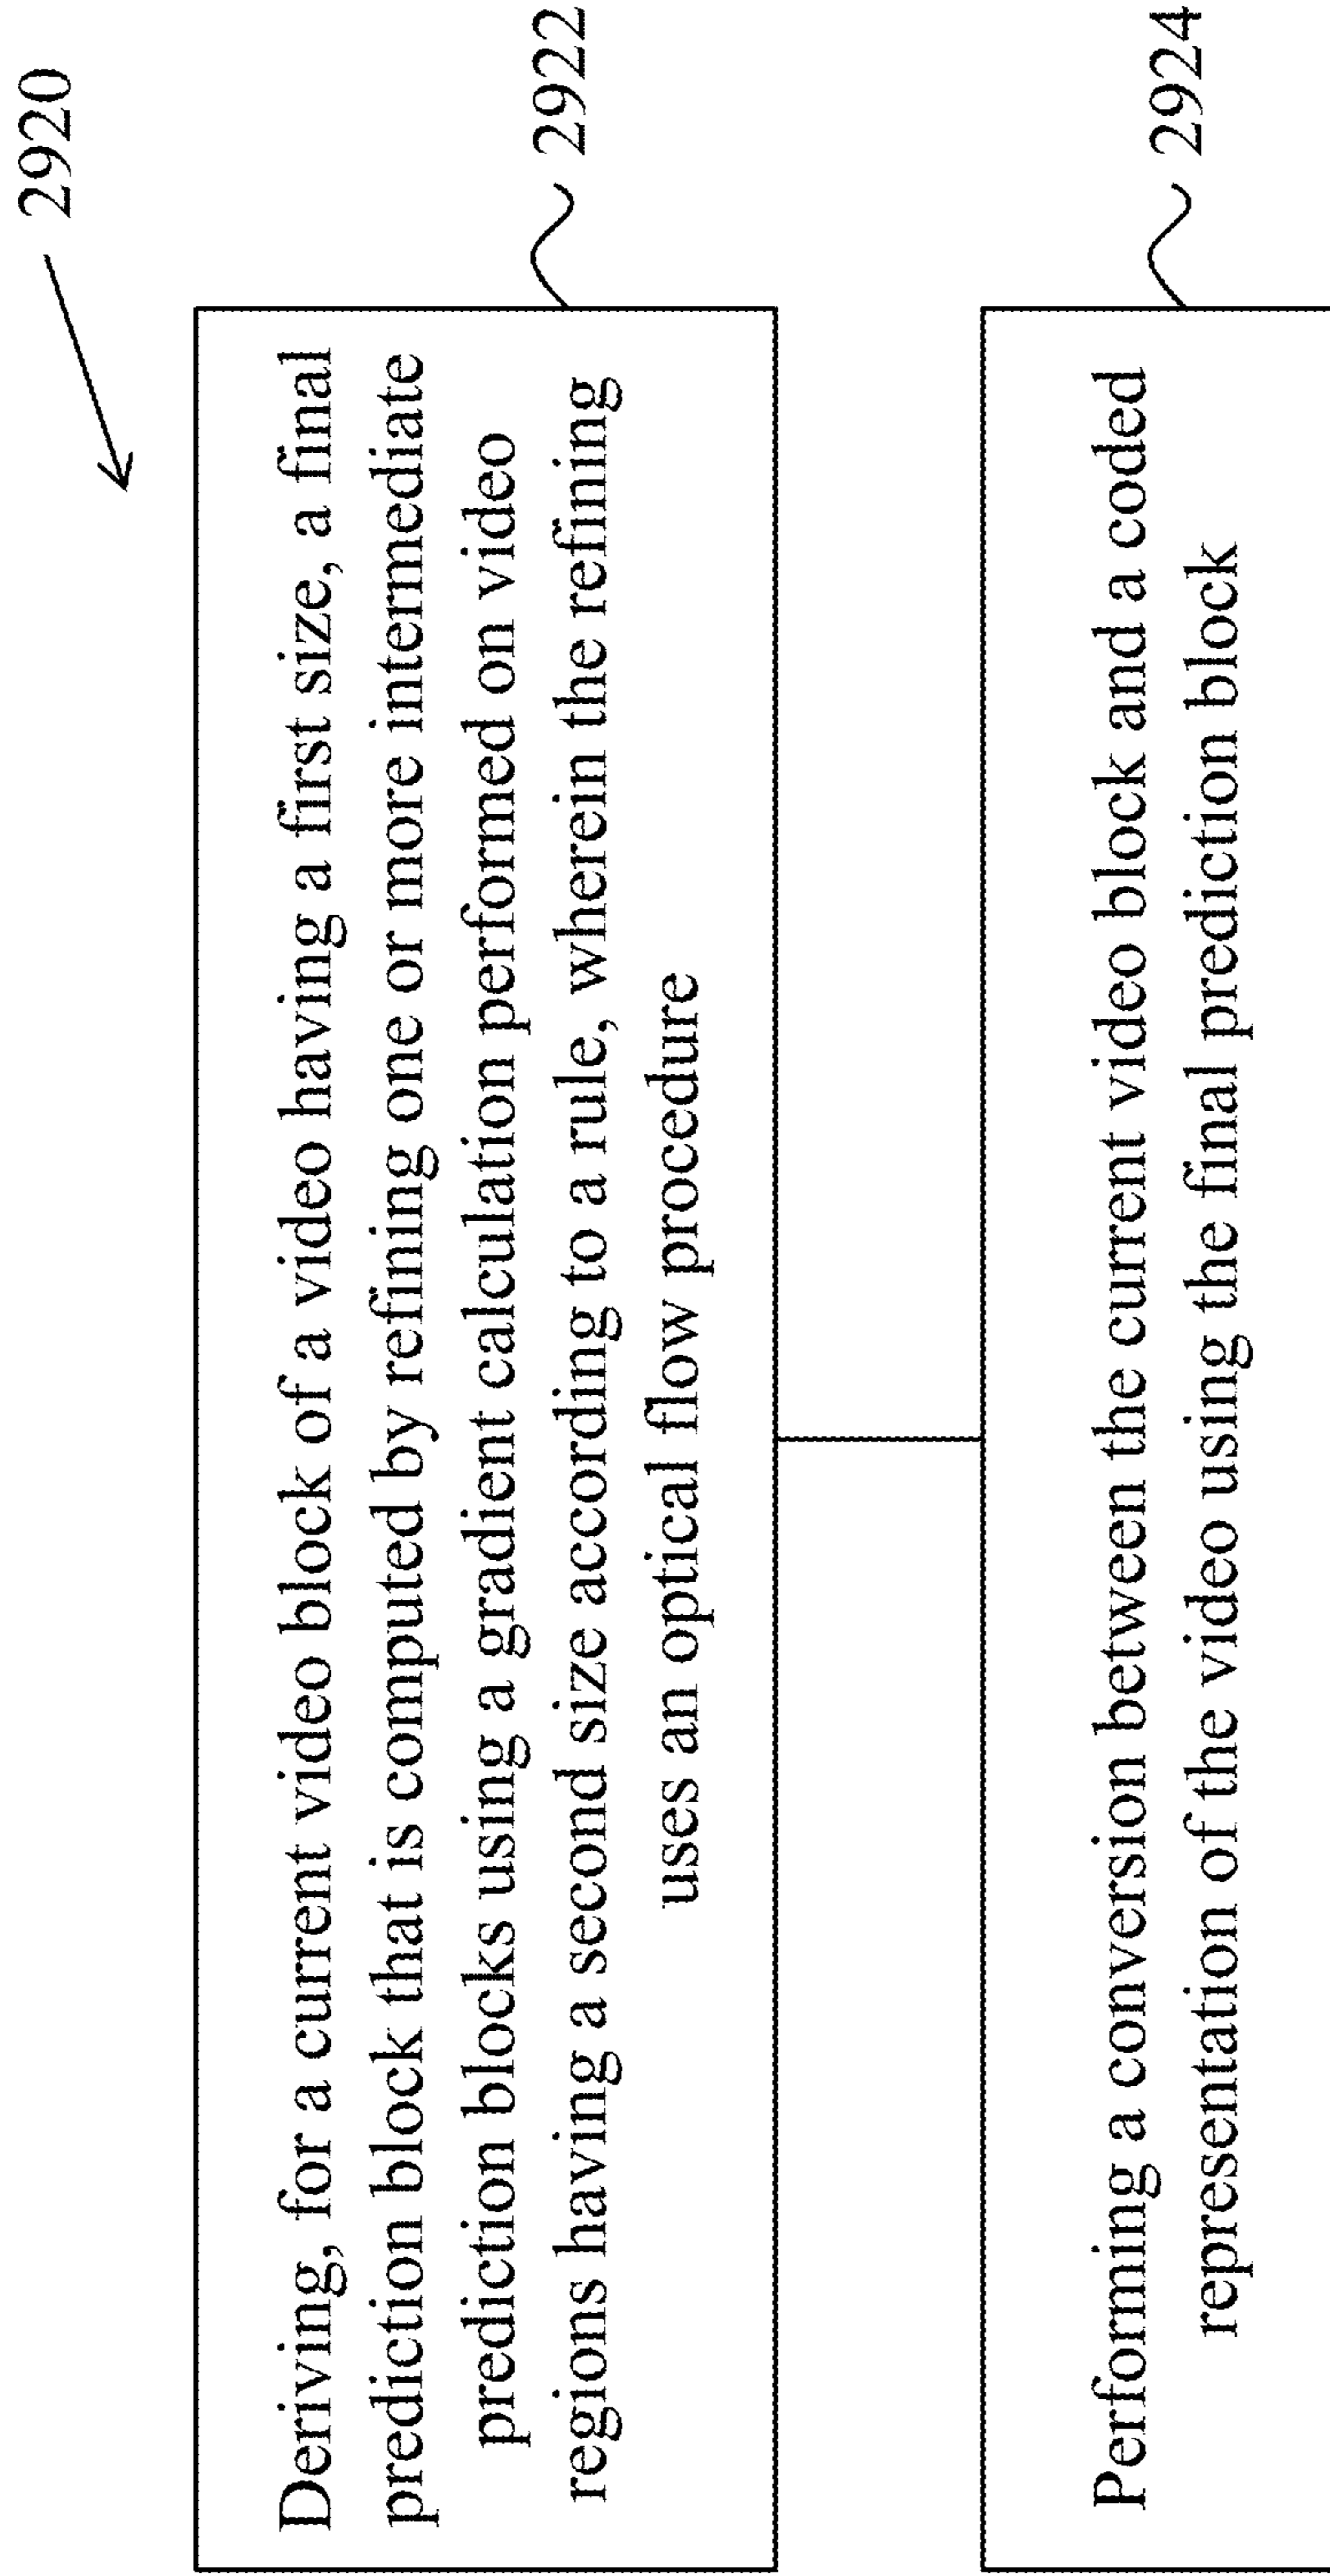 2920
Deriving, for a current video block of a video having a first size, a final
prediction block that is computed by refining one or more intermediate
prediction blocks using a gradient calculation performed on video
regions having a second size according to a rule, wherein the refining
uses an optical flow procedure
2922
Performing a conversion between the current video block and a coded
representation of the video using the final prediction block
2924